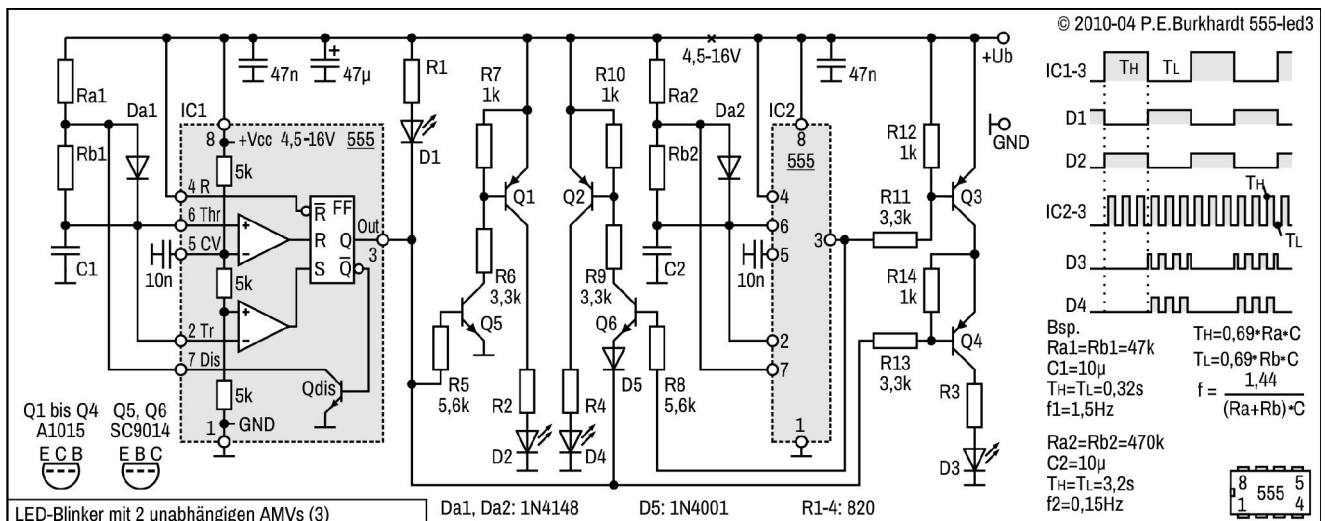 © 2010-04 P.E.Burkhardt 555-led3
4,5-16V
+Ub
47n
47µ
R1
R7
1k
R10
1k
47n
Ra1
Da1
IC1
Ra2
Da2
IC2
R12
1k
GND
8
+Vcc 4,5-16V 555
8
555
Rb1
5k
D1
Rb2
4 R
R FF
Q1
Q2
4
R11
3,3k
Q3
6 Thr
+
R
Q
Out
3
6
3
5 CV
-
S
Q
5
C1
10n
5k
R6
3,3k
R9
3,3k
C2
10n
R14
1k
+
Q5
Q6
2 Tr
-
2
Q4
7 Dis
D5
7
R13
3,3k
5k
Qdis
R5
5,6k
R8
5,6k
R2
R4
R3
1
GND
1
D2
D4
D3
Q1 bis Q4
A1015
E C B
Q5, Q6
SC9014
E B C
LED-Blinker mit 2 unabhängigen AMVs (3)
Da1, Da2: 1N4148
D5: 1N4001
R1-4: 820
IC1-3
TH
TL
D1
D2
TH
IC2-3
TL
D3
D4
Bsp.
Ra1=Rb1=47k
C1=10µ
TH=TL=0,32s
f1=1,5Hz
TH=0,69*Ra*C
TL=0,69*Rb*C
f = 1,44
(Ra+Rb)*C
Ra2=Rb2=470k
C2=10µ
TH=TL=3,2s
f2=0,15Hz
8 5
555
1 4